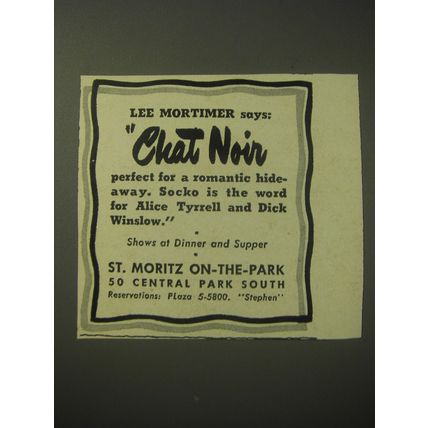 LEE MORTIMER says:
"Chat Noir
perfect for a romantic hide-
away. Socko is the word
for Alice Tyrrell and Dick
Winslow."
•
Shows at Dinner and Supper
•
ST. MORITZ ON-THE-PARK
50 CENTRAL PARK SOUTH
Reservations: PLaza 5-5800. "Stephen"